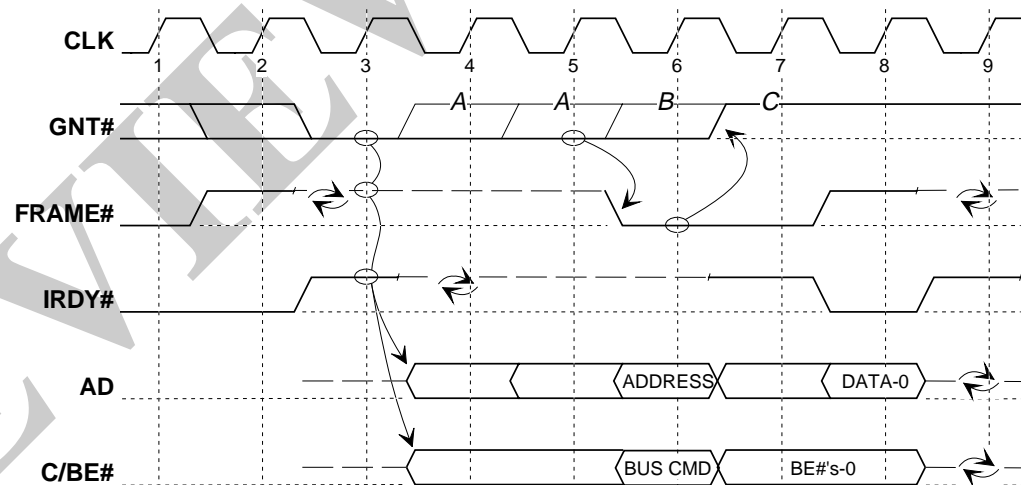 CLK
1 2 3 4 5 6 7 8 9
GNT# A A B C
FRAME#
IRDY#
AD ADDRESS DATA-0
C/BE# BUS CMD BE#'s-0